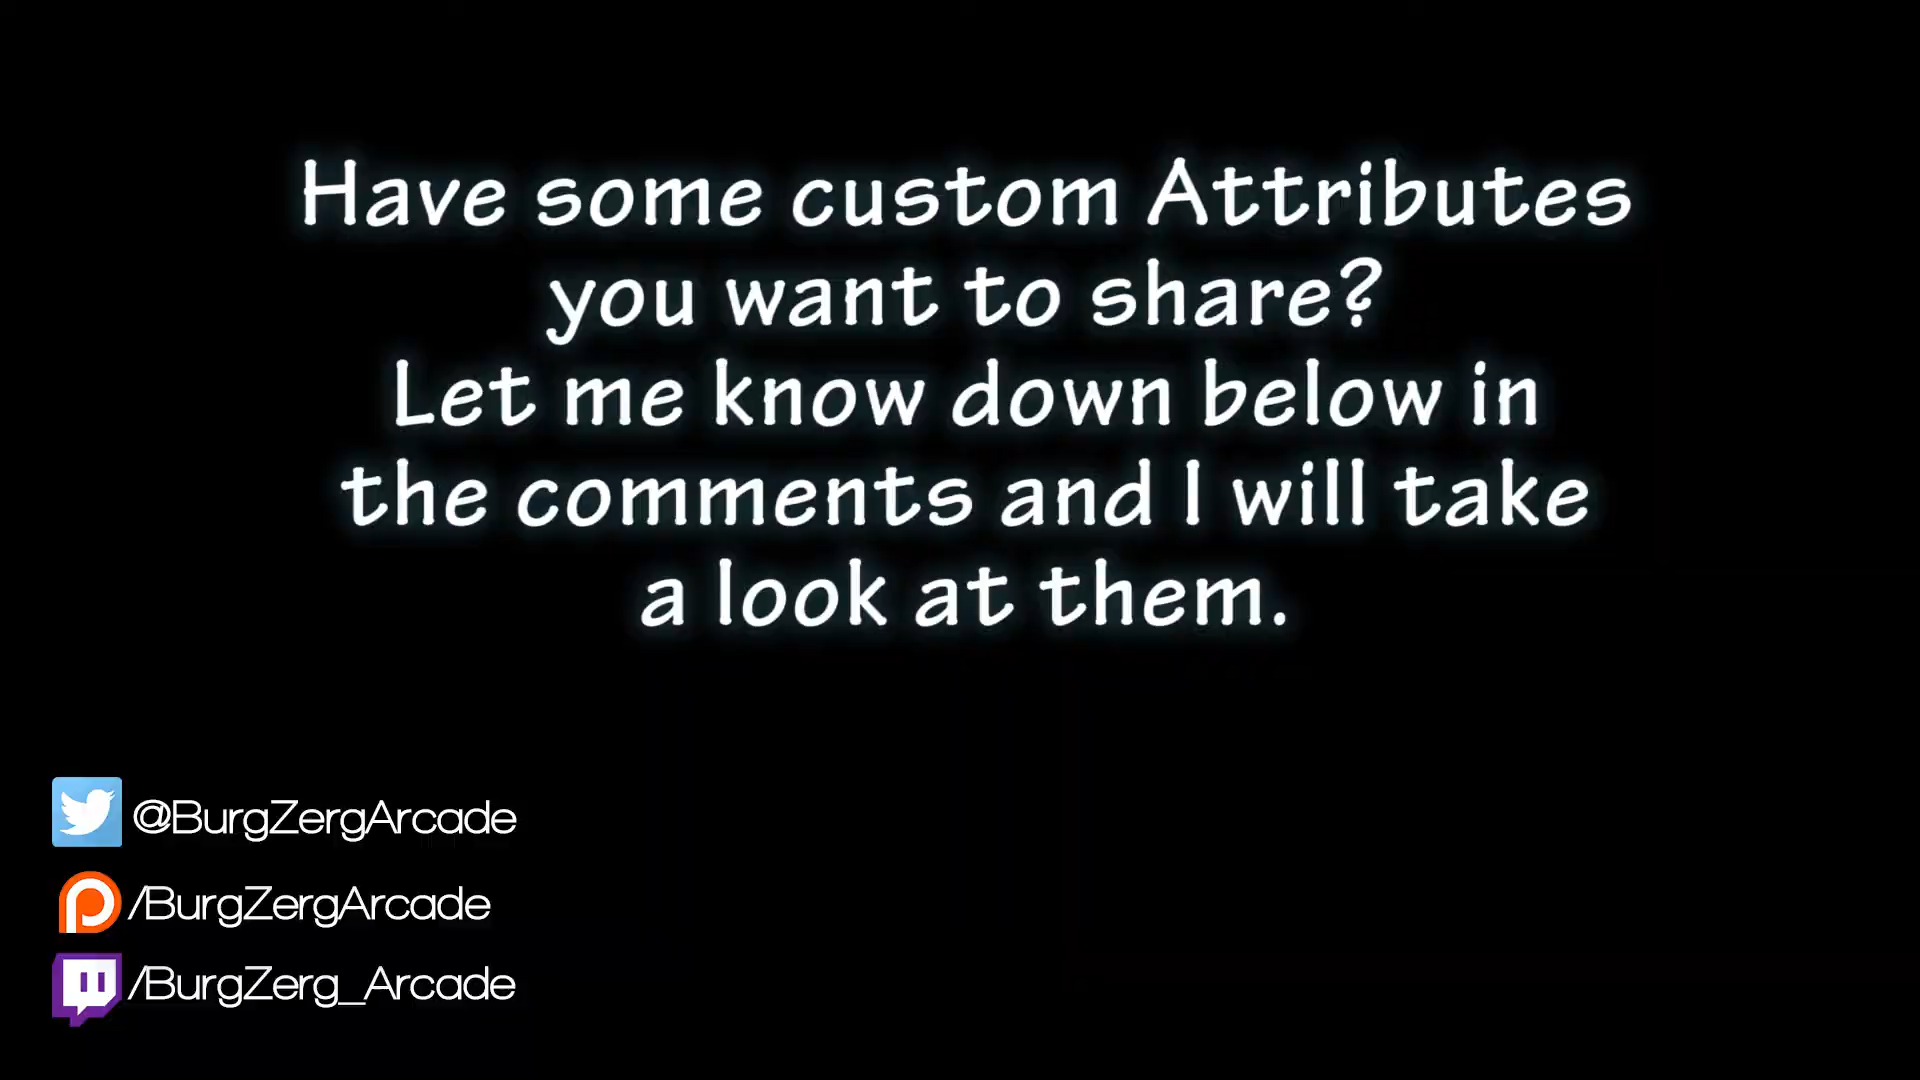 Have some custom Attributes
you want to share?
Let me know down below in
the comments and I will take
a look at them.
@BurgZergArcade
/BurgZergArcade
/BurgZerg_Arcade